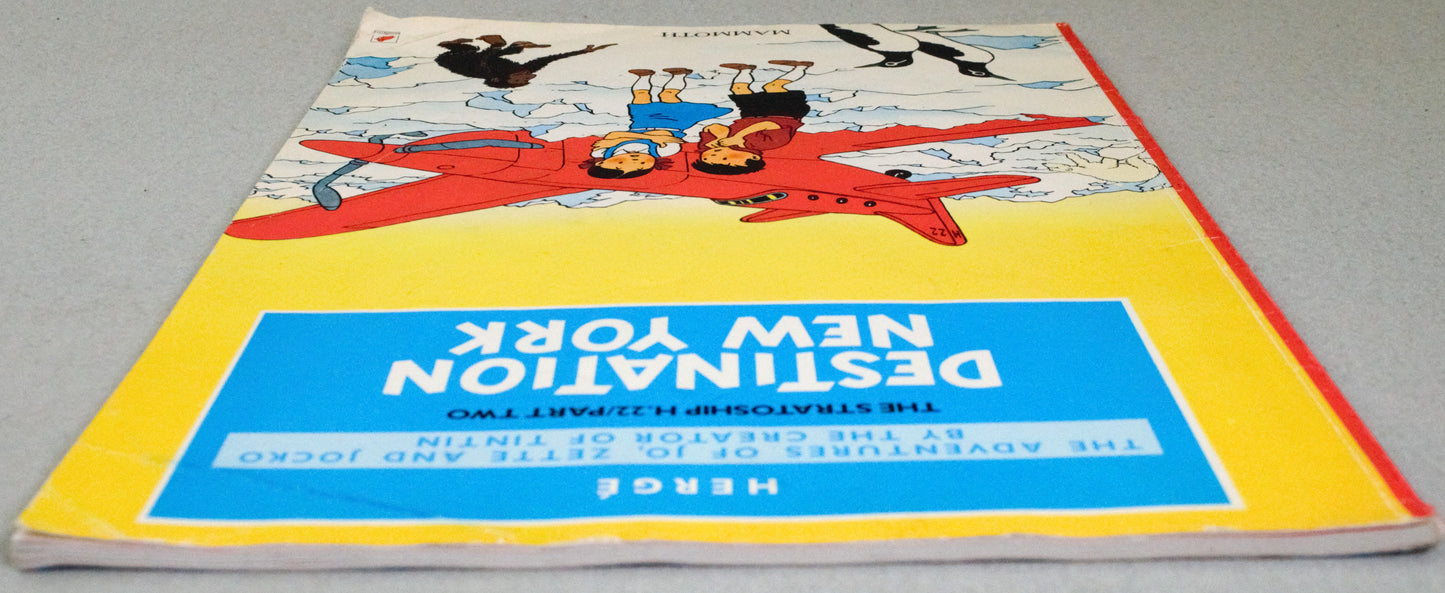 HERGÉ
THE ADVENTURES OF JO, ZETTE AND JOCKO
BY THE CREATOR OF TINTIN
THE STRATOSHIP H.22/PART TWO
DESTINATION
NEW YORK
H.22
MAMMOTH